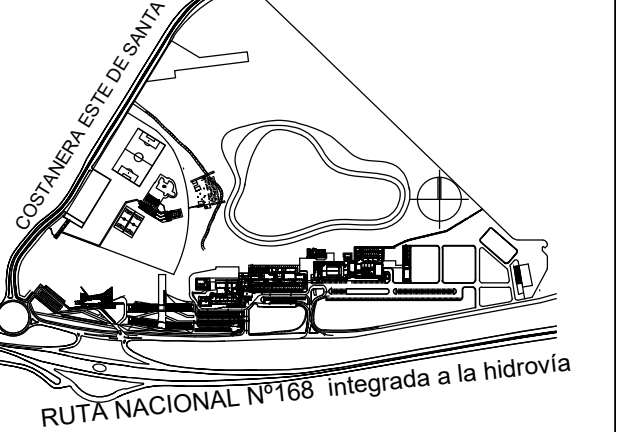 COSTANERA ESTE DE SANTA
RUTA NACIONAL Nº168 integrada a la hidrovía